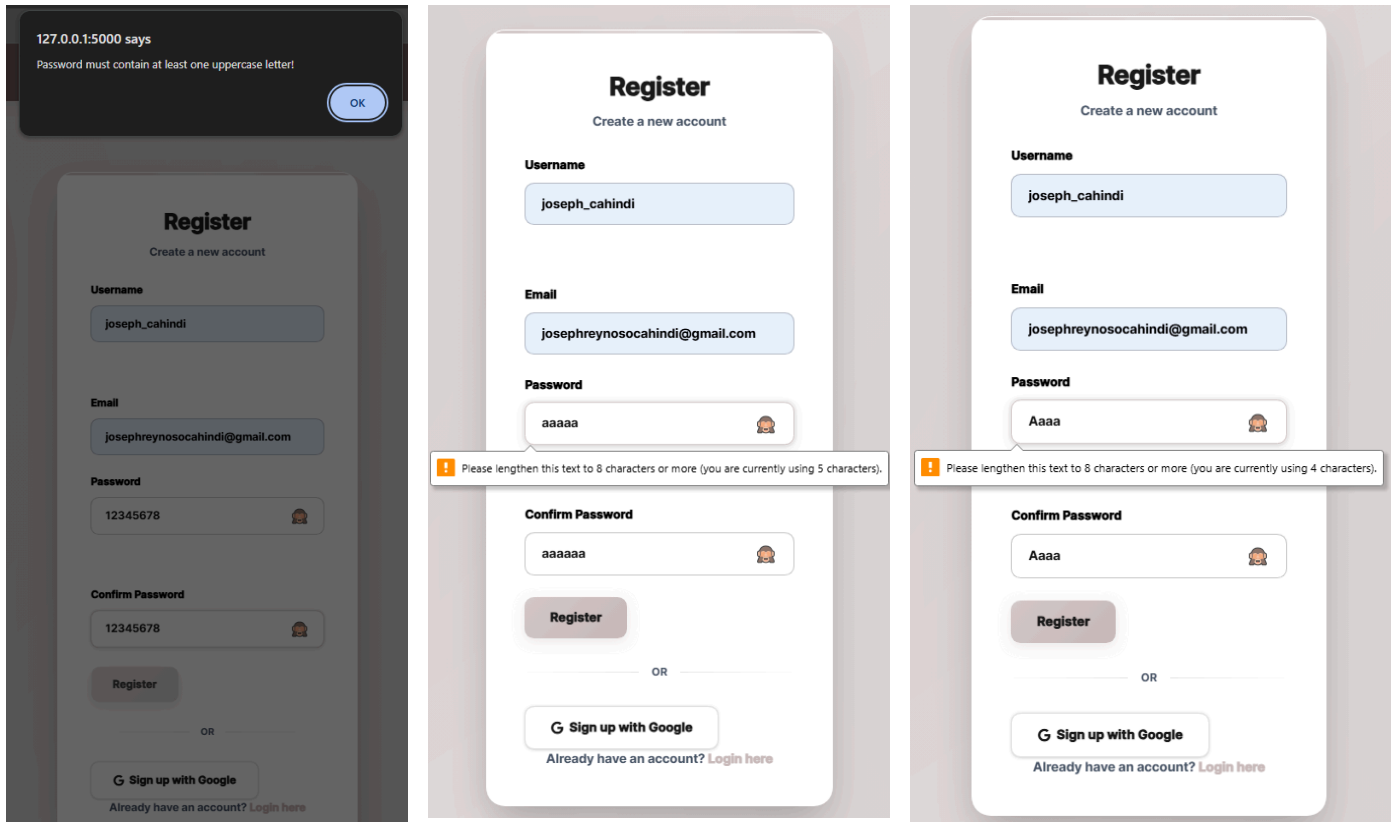 127.0.0.1:5000 says
Password must contain at least one uppercase letter!
OK
Register
Create a new account
Username
joseph_cahindi
Email
josephreynosocahindi@gmail.com
Password
12345678
Confirm Password
12345678
Register
OR
G Sign up with Google
Already have an account? Login here
Register
Create a new account
Username
joseph_cahindi
Email
josephreynosocahindi@gmail.com
Password
aaaaa
! Please lengthen this text to 8 characters or more (you are currently using 5 characters).
Confirm Password
aaaaaa
Register
OR
G Sign up with Google
Already have an account? Login here
Register
Create a new account
Username
joseph_cahindi
Email
josephreynosocahindi@gmail.com
Password
Aaaa
! Please lengthen this text to 8 characters or more (you are currently using 4 characters).
Confirm Password
Aaaa
Register
OR
G Sign up with Google
Already have an account? Login here